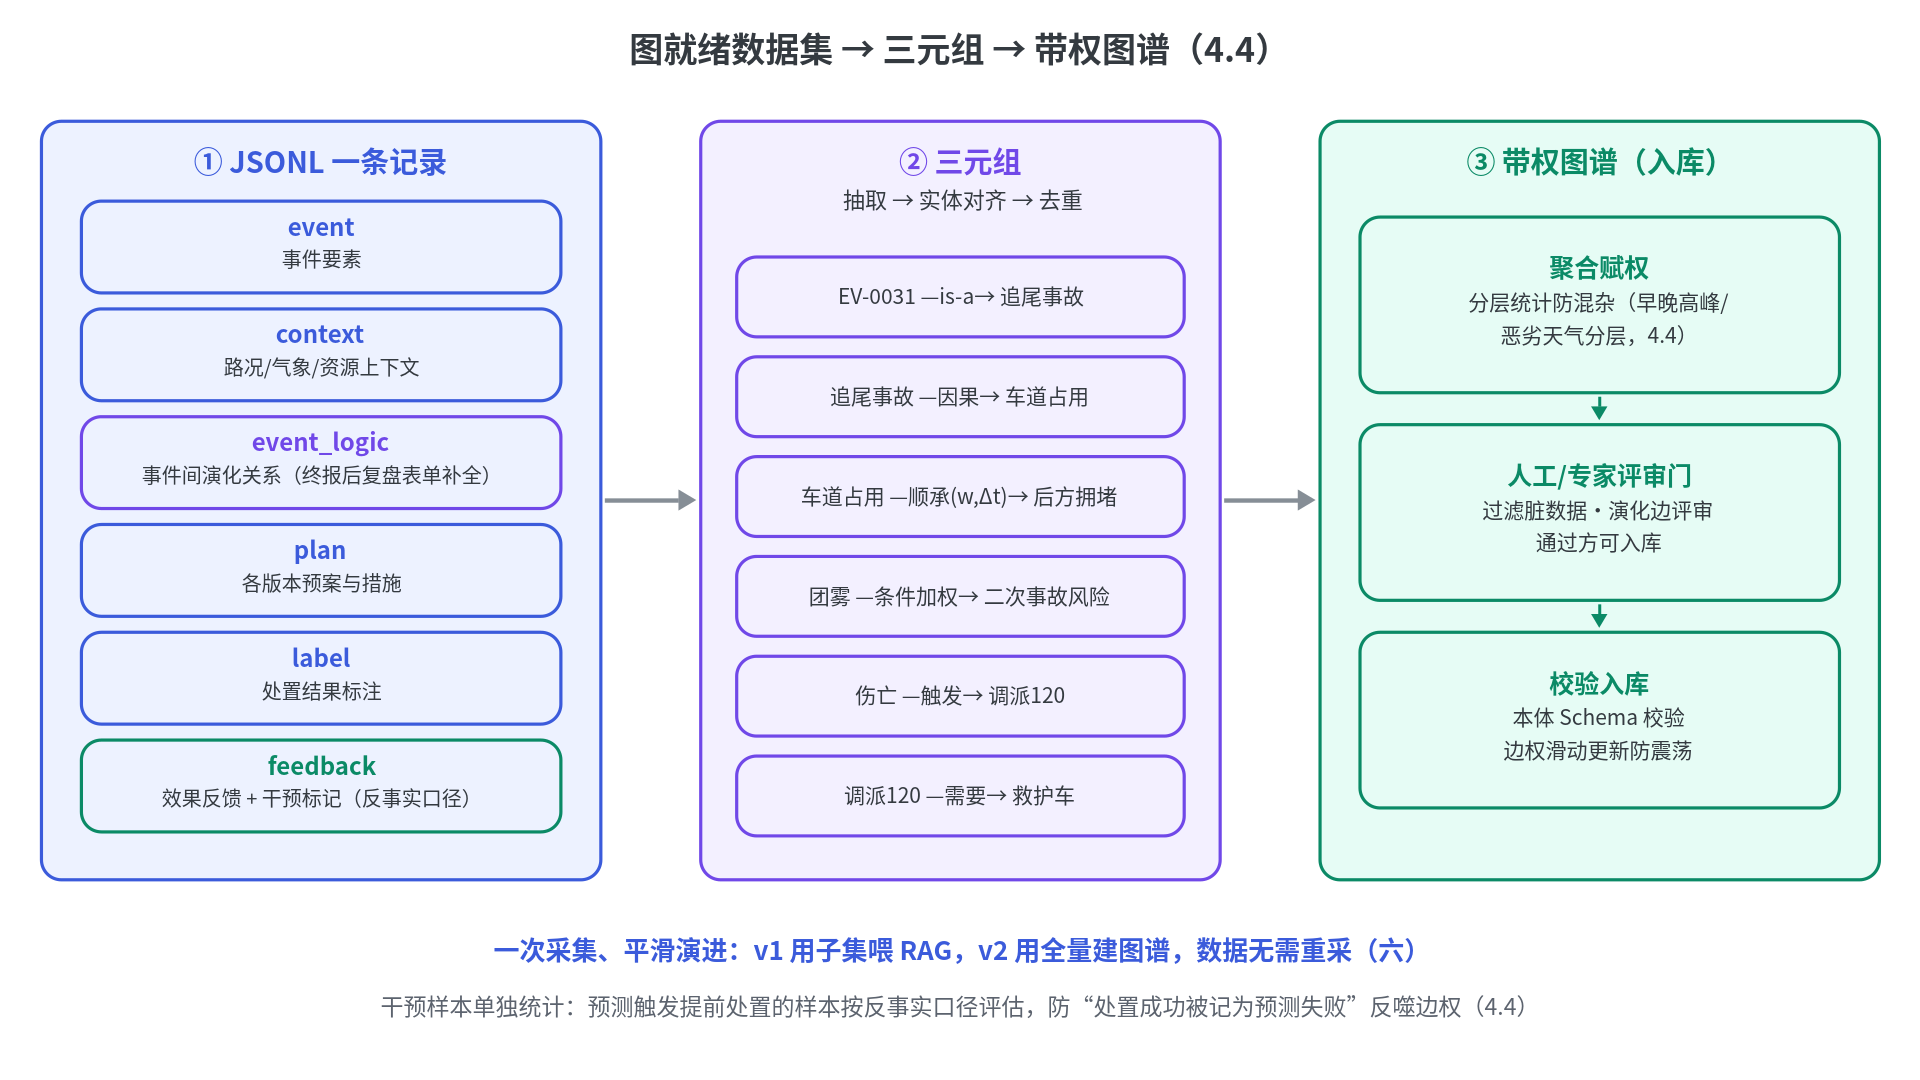 图就绪数据集 → 三元组 → 带权图谱（4.4）
① JSONL 一条记录
event
事件要素
context
路况/气象/资源上下文
event_logic
事件间演化关系（终报后复盘表单补全）
plan
各版本预案与措施
label
处置结果标注
feedback
效果反馈 + 干预标记（反事实口径）
② 三元组
抽取 → 实体对齐 → 去重
EV-0031 —is-a→ 追尾事故
追尾事故 —因果→ 车道占用
车道占用 —顺承(w,Δt)→ 后方拥堵
团雾 —条件加权→ 二次事故风险
伤亡 —触发→ 调派120
调派120 —需要→ 救护车
③ 带权图谱（入库）
聚合赋权
分层统计防混杂（早晚高峰/
恶劣天气分层，4.4）
人工/专家评审门
过滤脏数据・演化边评审
通过方可入库
校验入库
本体 Schema 校验
边权滑动更新防震荡
一次采集、平滑演进：v1 用子集喂 RAG，v2 用全量建图谱，数据无需重采（六）
干预样本单独统计：预测触发提前处置的样本按反事实口径评估，防“处置成功被记为预测失败”反噬边权（4.4）